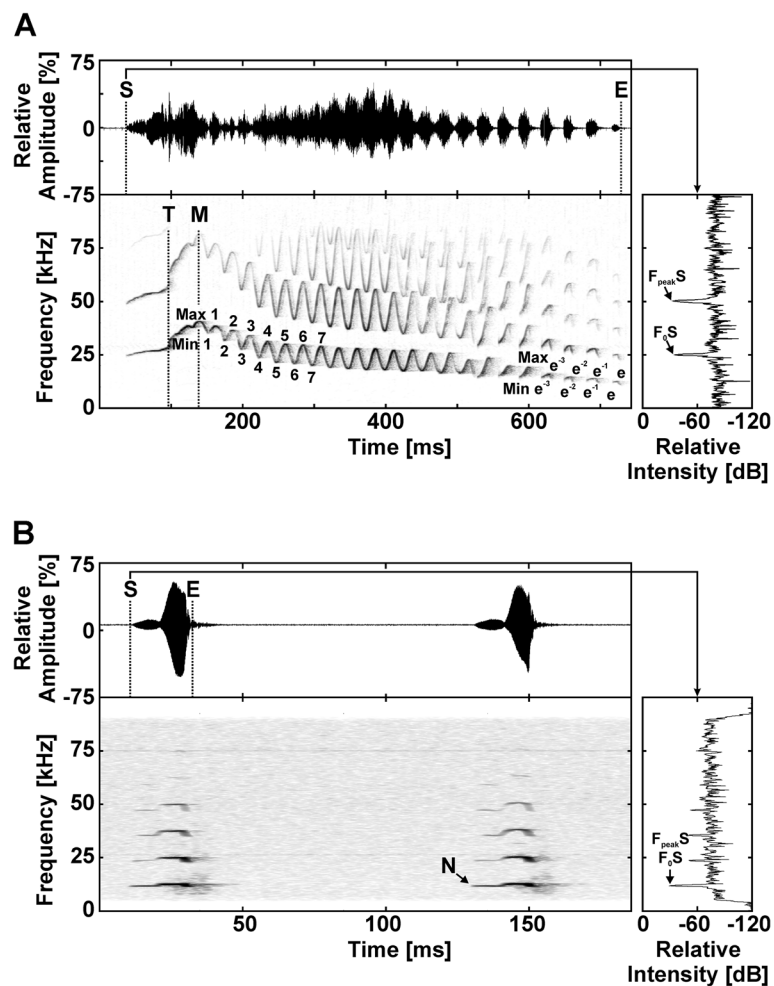 A
Relative
Amplitude [%]
75
0
-75
S
E
Frequency [kHz]
75
50
25
0
T
M
Max 1
2
3
4
5
6
7
Min 1
2
3
4
5
6
7
Max e-3 e-2 e-1 e
Min e-3 e-2 e-1 e
200
400
600
Time [ms]
FpeakS
F0S
0
-60
-120
Relative
Intensity [dB]
B
Relative
Amplitude [%]
75
0
-75
S
E
Frequency [kHz]
75
50
25
0
N
50
100
150
Time [ms]
FpeakS
F0S
0
-60
-120
Relative
Intensity [dB]